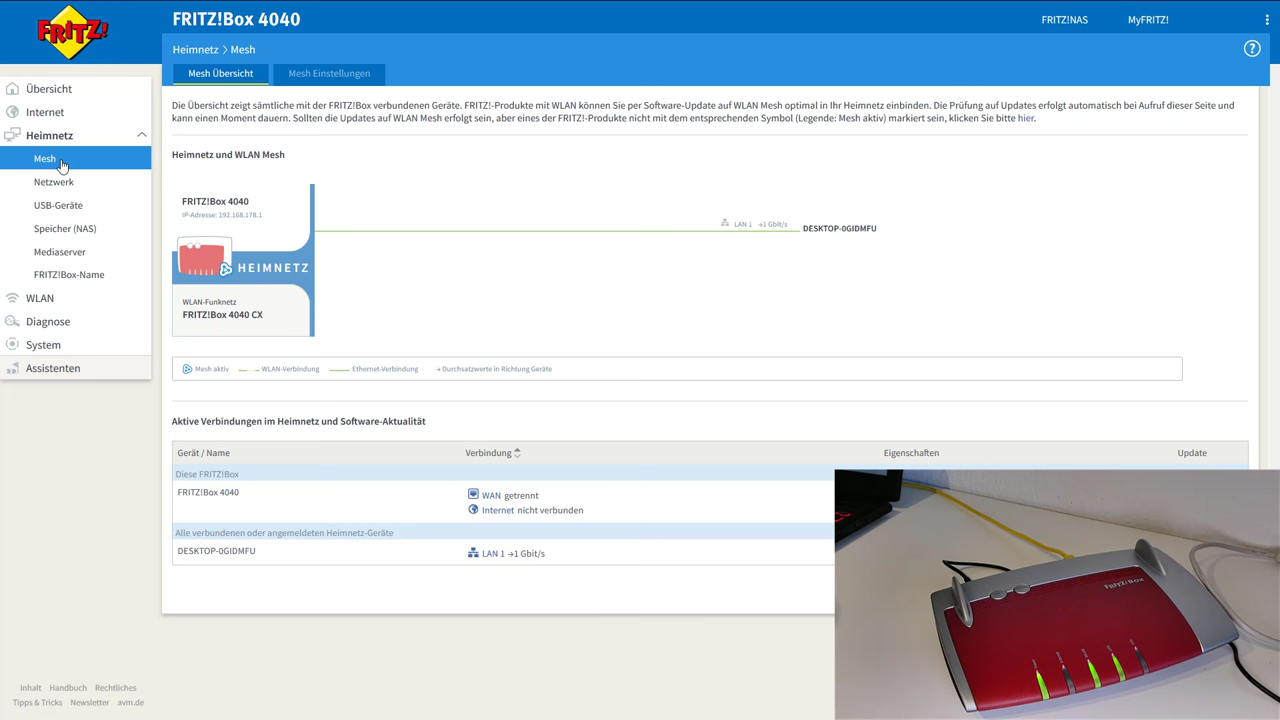 FRITZ!
FRITZ!Box 4040
FRITZ!NAS
MyFRITZ!
Heimnetz > Mesh
Mesh Übersicht
Mesh Einstellungen
Übersicht
Internet
Heimnetz
Mesh
Netzwerk
USB-Geräte
Speicher (NAS)
Mediaserver
FRITZ!Box-Name
WLAN
Diagnose
System
Assistenten
Die Übersicht zeigt sämtliche mit der FRITZ!Box verbundenen Geräte. FRITZ!-Produkte mit WLAN können Sie per Software-Update auf WLAN Mesh optimal in Ihr Heimnetz einbinden. Die Prüfung auf Updates erfolgt automatisch bei Aufruf dieser Seite und
kann einen Moment dauern. Sollten die Updates auf WLAN Mesh erfolgt sein, aber eines der FRITZ!-Produkte nicht mit dem entsprechenden Symbol (Legende: Mesh aktiv) markiert sein, klicken Sie bitte hier.
Heimnetz und WLAN Mesh
FRITZ!Box 4040
IP-Adresse: 192.168.178.1
HEIMNETZ
WLAN-Funknetz
FRITZ!Box 4040 CX
LAN 1 →1 Gbit/s
DESKTOP-0GIDMFU
Mesh aktiv WLAN-Verbindung Ethernet-Verbindung → Durchsatzwerte in Richtung Geräte
Aktive Verbindungen im Heimnetz und Software-Aktualität
Gerät / Name Verbindung Eigenschaften Update
Diese FRITZ!Box
FRITZ!Box 4040
WAN getrennt
Internet nicht verbunden
Alle verbundenen oder angemeldeten Heimnetz-Geräte
DESKTOP-0GIDMFU LAN 1 →1 Gbit/s
FRITZ!Box
Inhalt Handbuch Rechtliches
Tipps & Tricks Newsletter avm.de